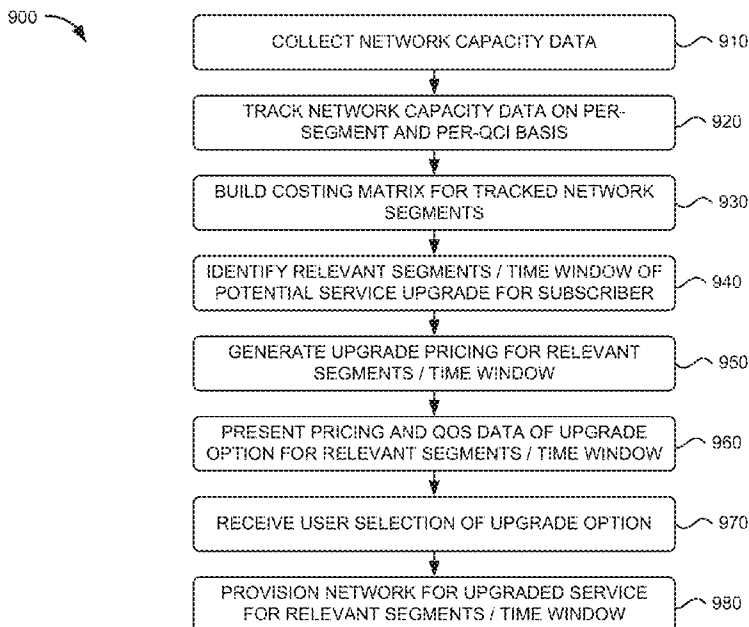 900
COLLECT NETWORK CAPACITY DATA
910
TRACK NETWORK CAPACITY DATA ON PER-
SEGMENT AND PER-QCI BASIS
920
BUILD COSTING MATRIX FOR TRACKED NETWORK
SEGMENTS
930
IDENTIFY RELEVANT SEGMENTS / TIME WINDOW OF
POTENTIAL SERVICE UPGRADE FOR SUBSCRIBER
940
GENERATE UPGRADE PRICING FOR RELEVANT
SEGMENTS / TIME WINDOW
950
PRESENT PRICING AND QOS DATA OF UPGRADE
OPTION FOR RELEVANT SEGMENTS / TIME WINDOW
960
RECEIVE USER SELECTION OF UPGRADE OPTION
970
PROVISION NETWORK FOR UPGRADED SERVICE
FOR RELEVANT SEGMENTS / TIME WINDOW
980